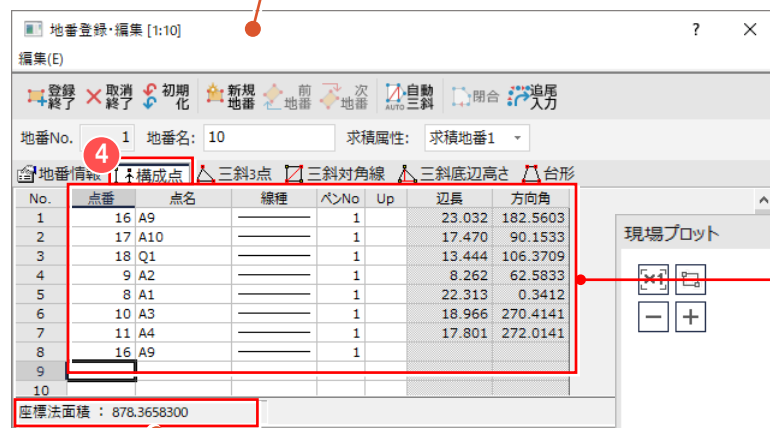 地番登録・編集 [1:10] ? ×
編集(E)
登録終了 取消終了 初期化 新規地番 前地番 次地番 AUTO 自動三斜 閉合 追尾入力
地番No. 1 地番名: 10 求積属性: 求積地番1
4
地番情報 構成点 三斜3点 三斜対角線 三斜底辺高さ 台形
No. 点番 点名 線種 ペンNo Up 辺長 方向角
1 16 A9 1 23.032 182.5603
2 17 A10 1 17.470 90.1533
3 18 Q1 1 13.444 106.3709
4 9 A2 1 8.262 62.5833
5 8 A1 1 22.313 0.3412
6 10 A3 1 18.966 270.4141
7 11 A4 1 17.801 272.0141
8 16 A9 1
9
10
現場プロット
×1
座標法面積 : 878.3658300